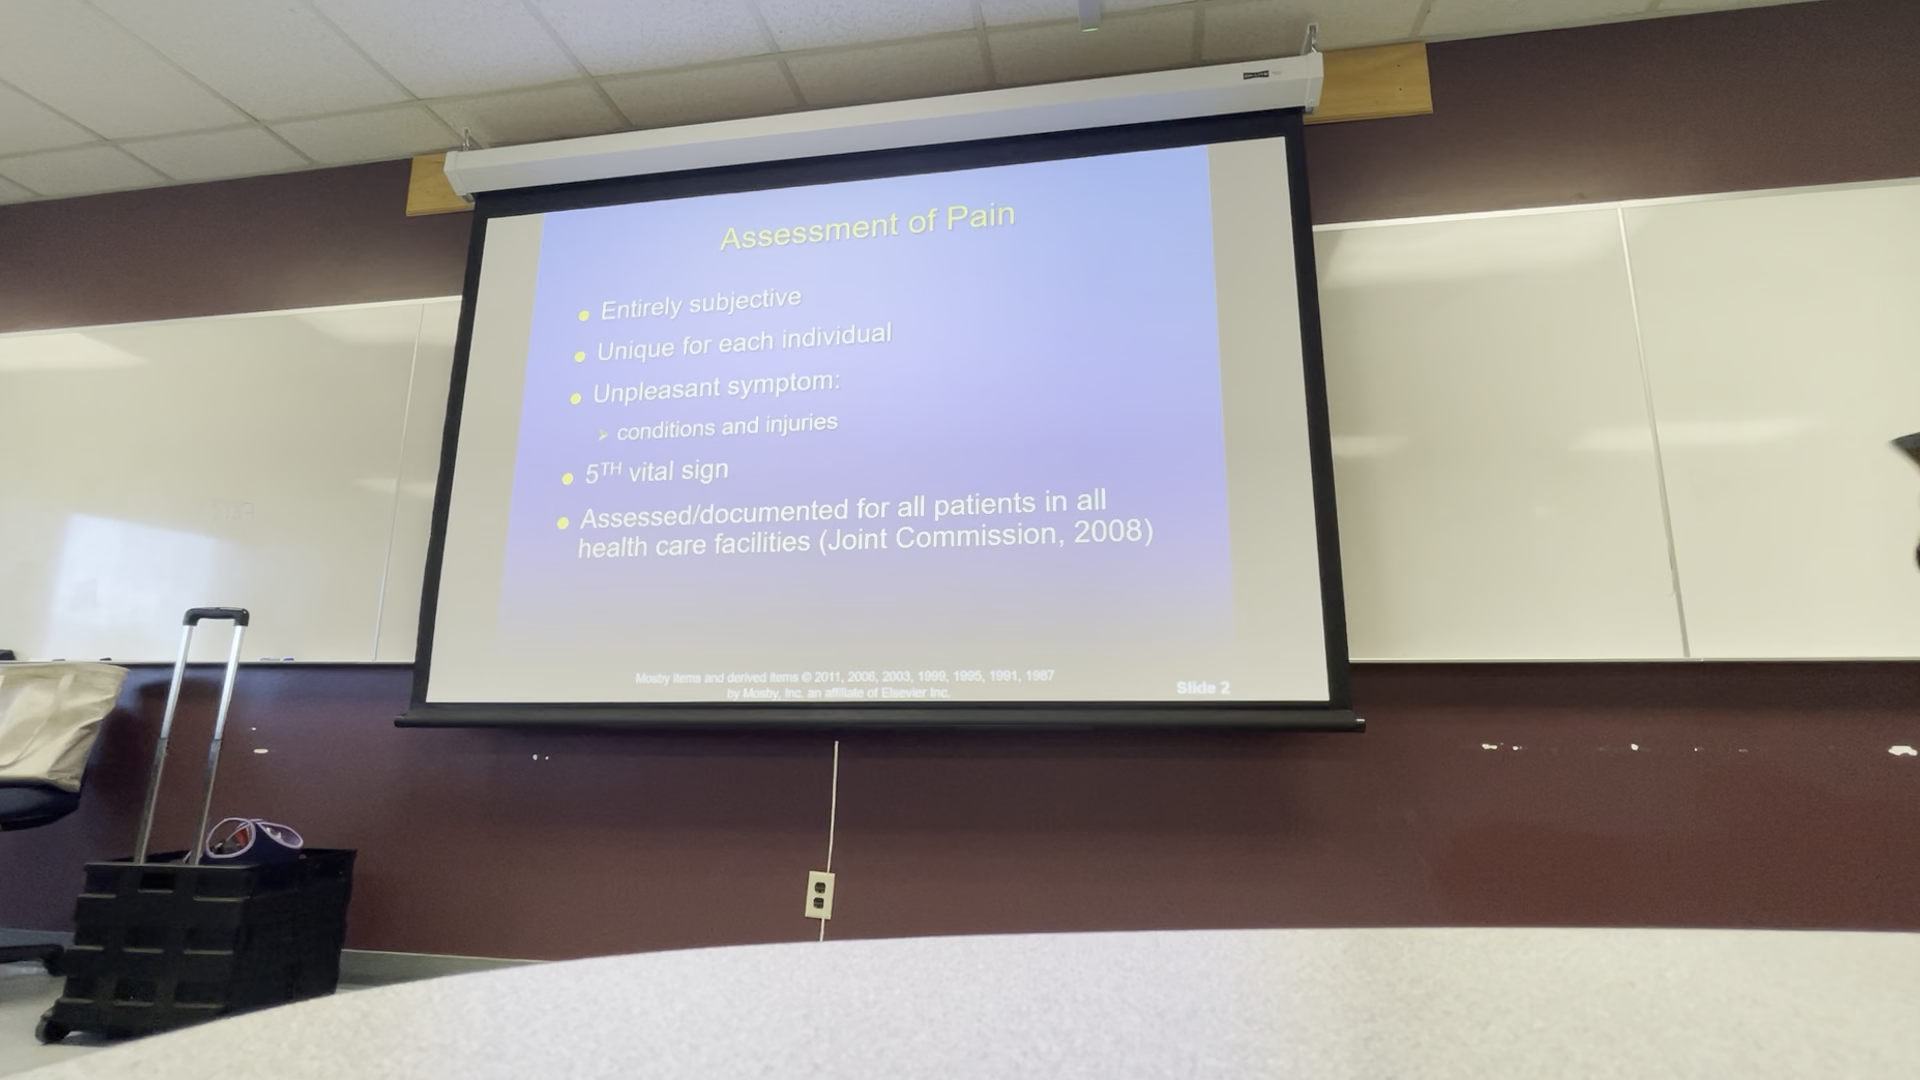 Assessment of Pain
Entirely subjective
Unique for each individual
Unpleasant symptom:
conditions and injuries
5TH vital sign
Assessed/documented for all patients in all
health care facilities (Joint Commission, 2008)
Mosby items and derived items © 2011, 2006, 2003, 1999, 1995, 1991, 1987
by Mosby, Inc. an affiliate of Elsevier Inc.
Slide 2